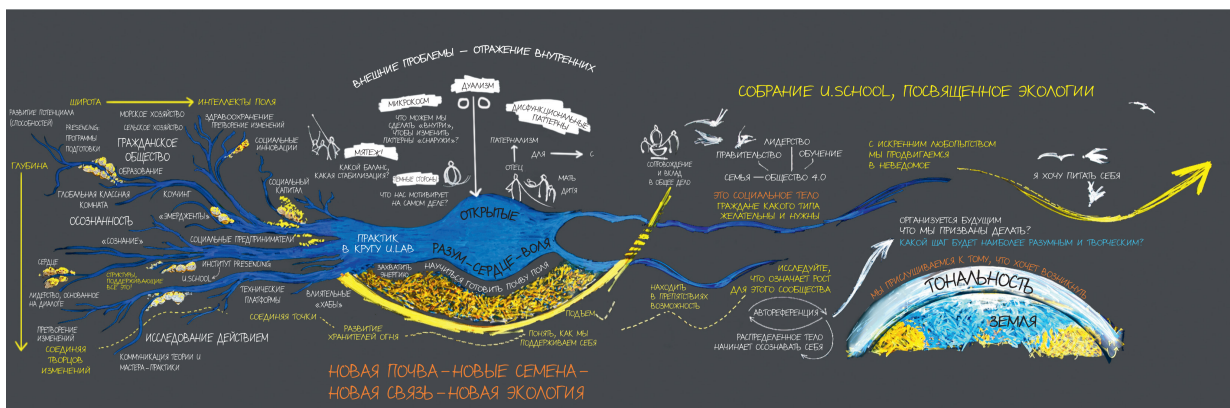 ШИРОТА
ИНТЕЛЛЕКТЫ ПОЛЯ
РАЗВИТИЕ ПОТЕНЦИАЛА
(СПОСОБНОСТЕЙ)
ГЛУБИНА
PRESENCING:
ПРОГРАММЫ
ПОДГОТОВКИ
МОРСКОЕ ХОЗЯЙСТВО
СЕЛЬСКОЕ ХОЗЯЙСТВО
ЗДРАВООХРАНЕНИЕ
ПРЕТВОРЕНИЕ ИЗМЕНЕНИЙ
ГРАЖДАНСКОЕ
ОБЩЕСТВО
ОБРАЗОВАНИЕ
СОЦИАЛЬНЫЕ
ИННОВАЦИИ
ГЛОБАЛЬНАЯ КЛАССНАЯ
КОМНАТА
КОУЧИНГ
СОЦИАЛЬНЫЙ
КАПИТАЛ
ОСОЗНАННОСТЬ
«ЭМЕРДЖЕНТЫ»
«СОЗНАНИЕ»
СОЦИАЛЬНЫЕ ПРЕДПРИНИМАТЕЛИ
СЕРДЦЕ
СТРУКТУРЫ,
ПОДДЕРЖИВАЮЩИЕ
ВСЕ ЭТО!
ИНСТИТУТ PRESENCING
U.SCHOOL
ЛИДЕРСТВО, ОСНОВАННОЕ
НА ДИАЛОГЕ
ТЕХНИЧЕСКИЕ
ПЛАТФОРМЫ
ПРЕТВОРЕНИЕ
ИЗМЕНЕНИЙ
СОЕДИНЯЯ
ТВОРЦОВ
ИЗМЕНЕНИЙ
ИССЛЕДОВАНИЕ ДЕЙСТВИЕМ
КОММУНИКАЦИЯ ТЕОРИИ И
МАСТЕРА-ПРАКТИКИ
ВЛИЯТЕЛЬНЫЕ
«ХАБЫ»
СОЕДИНЯЯ ТОЧКИ
РАЗВИТИЕ
ХРАНИТЕЛЕЙ ОГНЯ
ВНЕШНИЕ ПРОБЛЕМЫ – ОТРАЖЕНИЕ ВНУТРЕННИХ
ДУАЛИЗМ
МИКРОКОСМ
ЧТО МОЖЕМ МЫ
СДЕЛАТЬ «ВНУТРИ»,
ЧТОБЫ ИЗМЕНИТЬ
ПАТТЕРНЫ «СНАРУЖИ»?
МЯТЕЖ!
КАКОЙ БАЛАНС,
КАКАЯ СТАБИЛИЗАЦИЯ?
ТЕМНЫЕ СТОРОНЫ
ЧТО НАС МОТИВИРУЕТ
НА САМОМ ДЕЛЕ?
ДИСФУНКЦИОНАЛЬНЫЕ
ПАТТЕРНЫ
ПАТЕРНАЛИЗМ
ДЛЯ
С
ОТЕЦ
МАТЬ
ДИТЯ
ПРАКТИК
В КРУГУ U.LAB
ОТКРЫТЫЕ
РАЗУМ-СЕРДЦЕ-ВОЛЯ
ЗАХВАТИТЬ
ЭНЕРГИЮ
НАУЧИТЬСЯ ГОТОВИТЬ ПОЧВУ ПОЛЯ
ПОДЪЕМ
ПОНЯТЬ, КАК МЫ
ПОДДЕРЖИВАЕМ СЕБЯ
НОВАЯ ПОЧВА – НОВЫЕ СЕМЕНА –
НОВАЯ СВЯЗЬ – НОВАЯ ЭКОЛОГИЯ
СОБРАНИЕ U.SCHOOL, ПОСВЯЩЕННОЕ ЭКОЛОГИИ
СОПРОВОЖДЕНИЕ
И ВКЛАД
В ОБЩЕЕ ДЕЛО
ЛИДЕРСТВО
ПРАВИТЕЛЬСТВО
ОБУЧЕНИЕ
СЕМЬЯ — ОБЩЕСТВО 4.0
ЭТО СОЦИАЛЬНОЕ ТЕЛО
ГРАЖДАНЕ КАКОГО ТИПА
ЖЕЛАТЕЛЬНЫ И НУЖНЫ
С ИСКРЕННИМ ЛЮБОПЫТСТВОМ
МЫ ПРОДВИГАЕМСЯ
В НЕВЕДОМОЕ
Я ХОЧУ ПИТАТЬ СЕБЯ
НАХОДИТЬ
В ПРЕПЯТСТВИЯХ
ВОЗМОЖНОСТЬ
ИССЛЕДУЙТЕ,
ЧТО ОЗНАЧАЕТ РОСТ
ДЛЯ ЭТОГО СООБЩЕСТВА
АВТОРЕФЕРЕНЦИЯ
РАСПРЕДЕЛЕННОЕ ТЕЛО
НАЧИНАЕТ ОСОЗНАВАТЬ СЕБЯ
ОРГАНИЗУЕТСЯ БУДУЩИМ
ЧТО МЫ ПРИЗВАНЫ ДЕЛАТЬ?
КАКОЙ ШАГ БУДЕТ НАИБОЛЕЕ РАЗУМНЫМ И ТВОРЧЕСКИМ?
МЫ ПРИСЛУШИВАЕМСЯ К ТОМУ, ЧТО ХОЧЕТ ВОЗНИКНУТЬ
ТОНАЛЬНОСТЬ
ЗЕМЛЯ